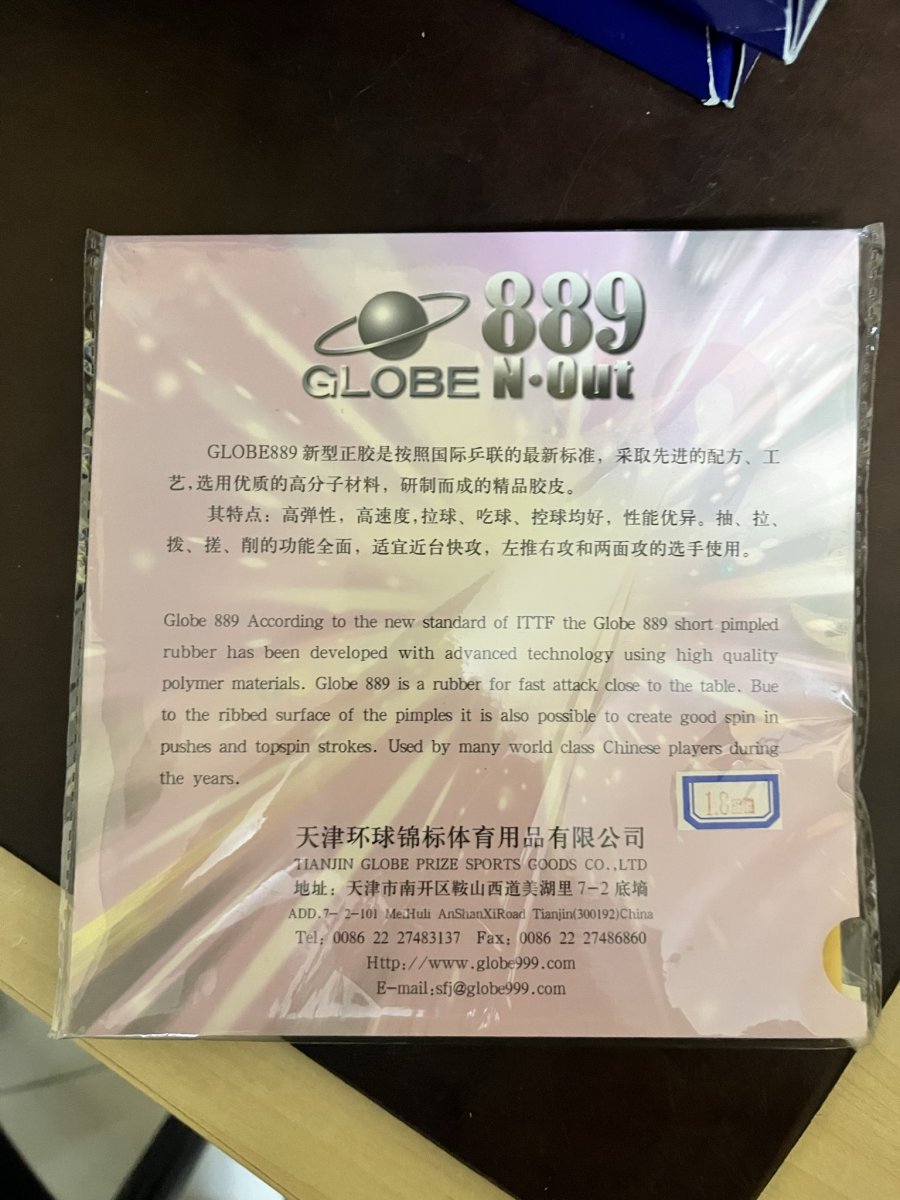 889
GLOBE N·Out
GLOBE889 新型正胶是按照国际乒联的最新标准，采取先进的配方、工
艺,选用优质的高分子材料，研制而成的精品胶皮。
其特点：高弹性，高速度,拉球、吃球、控球均好，性能优异。抽、拉、
拨、搓、削的功能全面，适宜近台快攻，左推右攻和两面攻的选手使用。
Globe 889 According to the new standard of ITTF the Globe 889 short pimpled
rubber has been developed with advanced technology using high quality
polymer materials. Globe 889 is a rubber for fast attack close to the table. Bue
to the ribbed surface of the pimples it is also possible to create good spin in
pushes and topspin strokes. Used by many world class Chinese players during
the years.
1.8
天津环球锦标体育用品有限公司
TIANJIN GLOBE PRIZE SPORTS GOODS CO.,LTD
地址：天津市南开区鞍山西道美湖里 7-2 底墒
ADD.7- 2-101 MeiHuli AnShanXiRoad Tianjin(300192)China
Tel: 0086 22 27483137 Fax: 0086 22 27486860
Http://www.globe999.com
E-mail:sfj@globe999.com